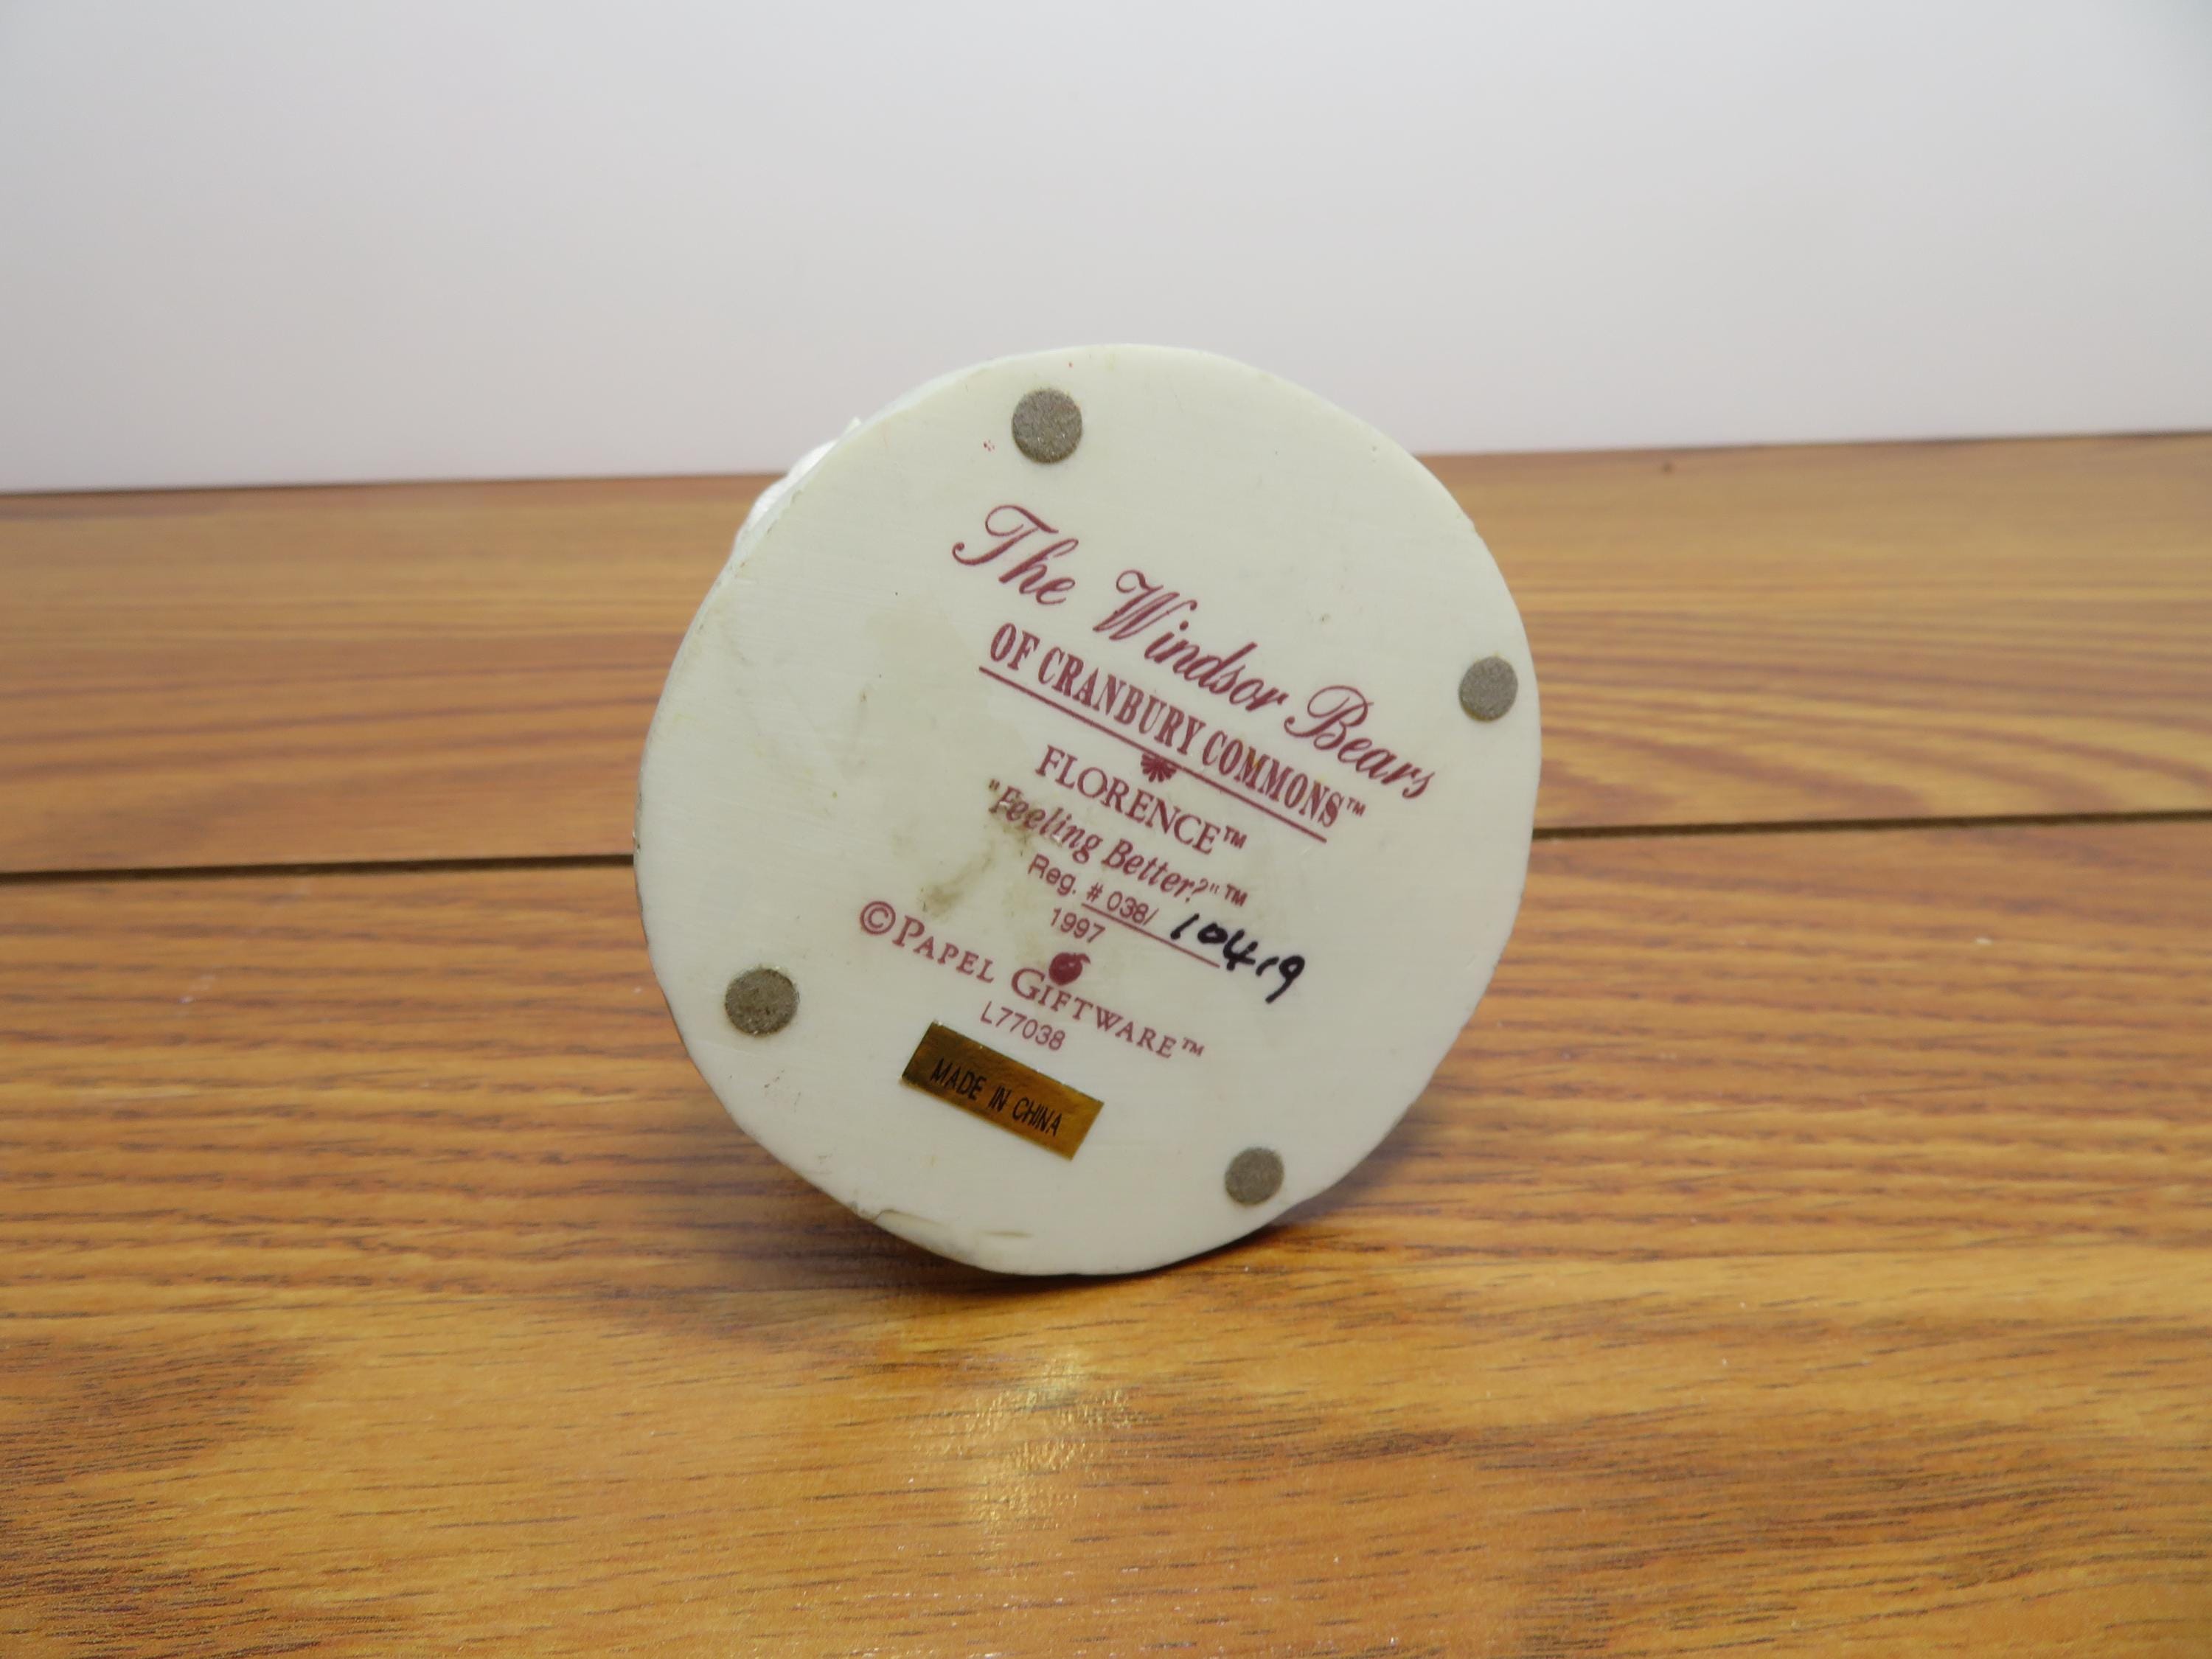 The Windsor Bears
OF CRANBURY COMMONS™
FLORENCE™
"Feeling Better?"™
Reg. # 038/ 10419
1997
©PAPEL GIFTWARE™
L77038
MADE IN CHINA